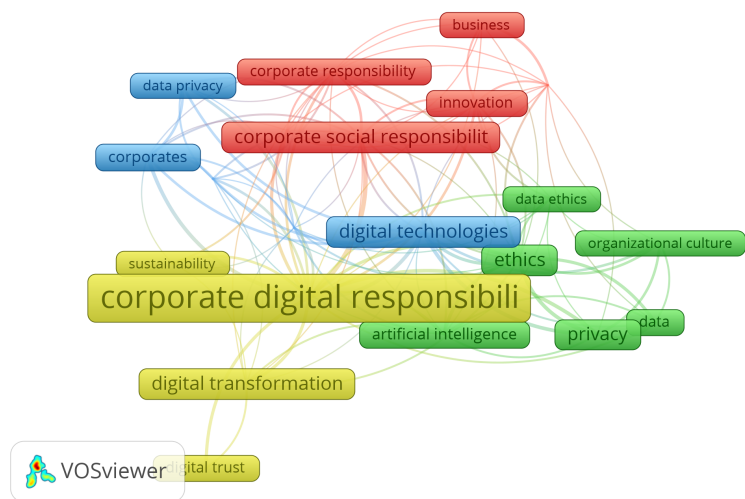 business
corporate responsibility
data privacy
innovation
corporate social responsibilit
corporates
data ethics
digital technologies
organizational culture
ethics
sustainability
corporate digital responsibili
data
artificial intelligence
privacy
digital transformation
digital trust
VOSviewer